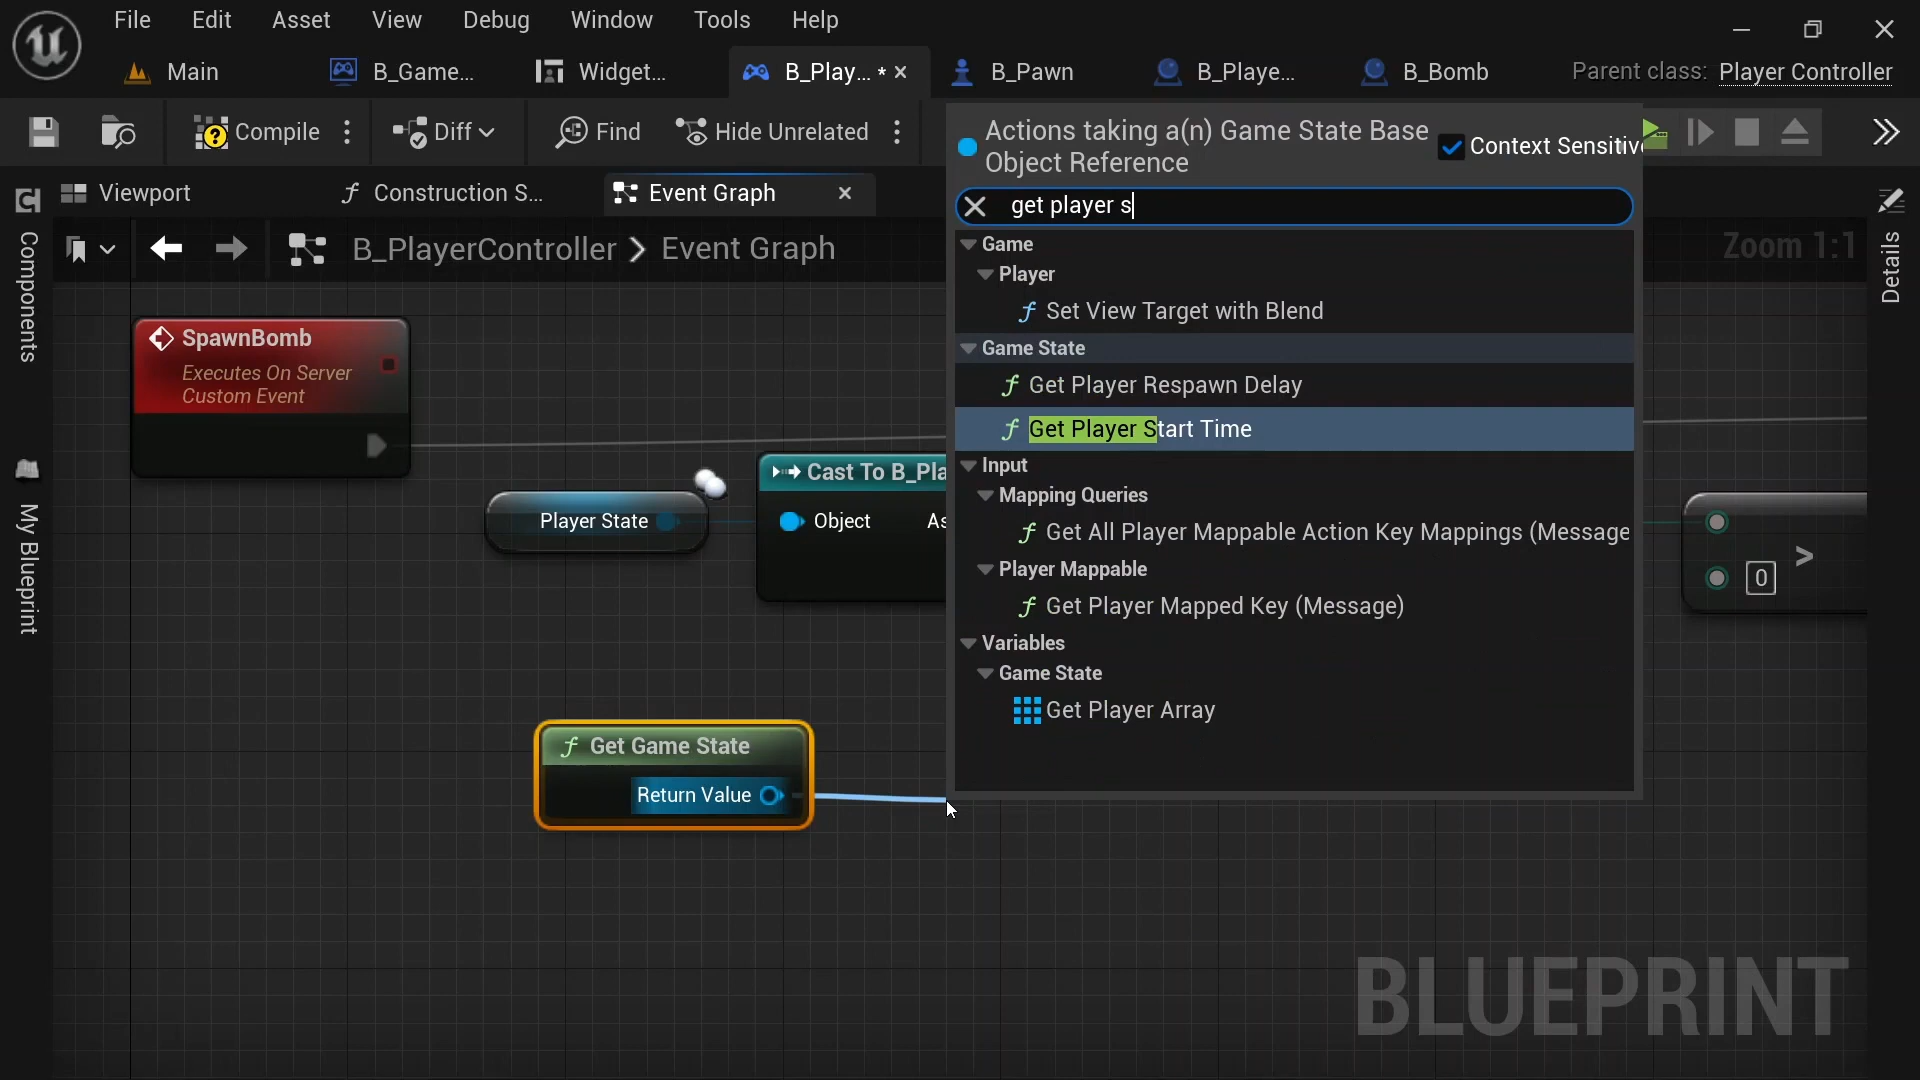 File Edit Asset View Debug Window Tools Help
Main B_Game... Widget... B_Play... * B_Pawn B_Playe... B_Bomb Parent class: Player Controller
Compile Diff Find Hide Unrelated
Actions taking a(n) Game State Base
Object Reference
Context Sensitive
Viewport Construction S... Event Graph
get player s
B_PlayerController > Event Graph
Zoom 1:1
Components
My Blueprint
Details
Game
Player
Set View Target with Blend
Game State
Get Player Respawn Delay
Get Player Start Time
Input
Mapping Queries
Get All Player Mappable Action Key Mappings (Message
Player Mappable
Get Player Mapped Key (Message)
Variables
Game State
Get Player Array
SpawnBomb
Executes On Server
Custom Event
Player State
Cast To B_Pla
Object As
0 >
Get Game State
Return Value
BLUEPRINT